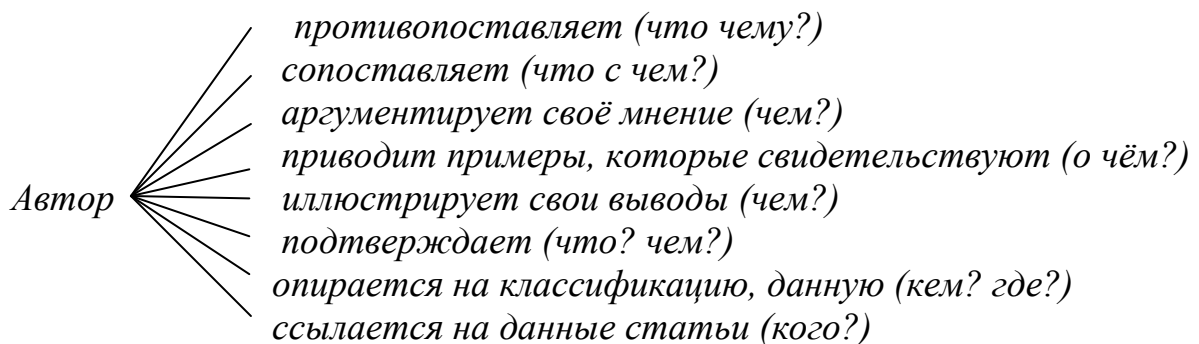 противопоставляет (что чему?)
сопоставляет (что с чем?)
аргументирует своё мнение (чем?)
приводит примеры, которые свидетельствуют (о чём?)
Автор
иллюстрирует свои выводы (чем?)
подтверждает (что? чем?)
опирается на классификацию, данную (кем? где?)
ссылается на данные статьи (кого?)